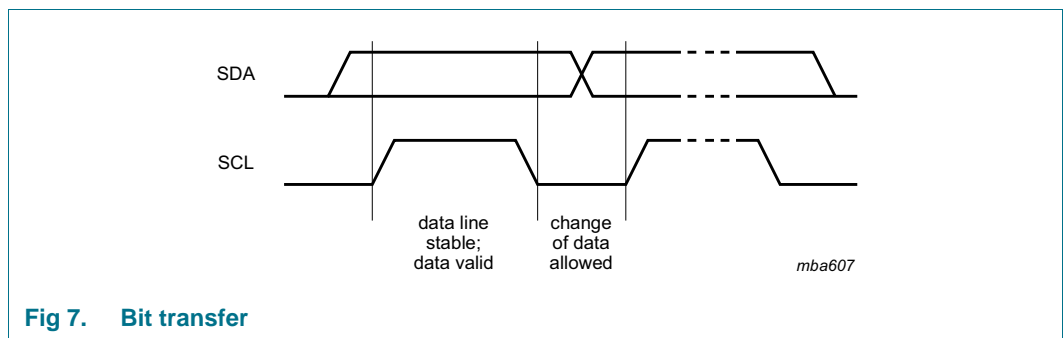 SDA
SCL
data line
stable;
data valid
change
of data
allowed
mba607
Fig 7. Bit transfer